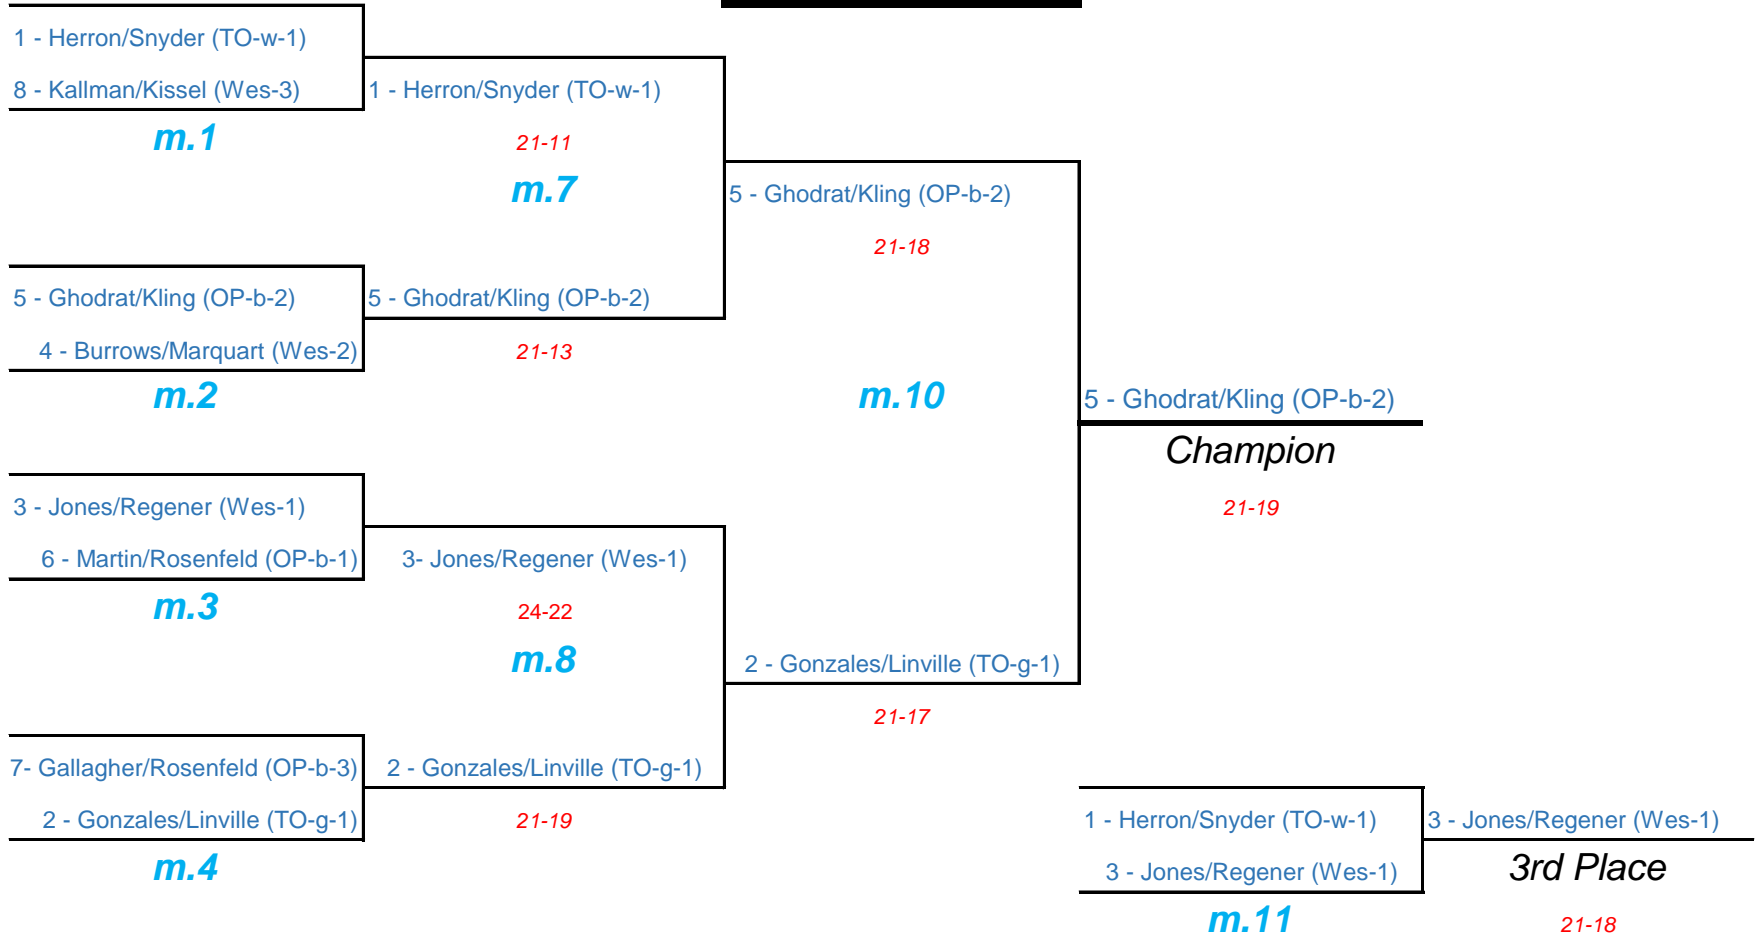 1 - Herron/Snyder (TO-w-1)
8 - Kallman/Kissel (Wes-3)
m.1
1 - Herron/Snyder (TO-w-1)
21-11
m.7
5 - Ghodrat/Kling (OP-b-2)
21-18
5 - Ghodrat/Kling (OP-b-2)
4 - Burrows/Marquart (Wes-2)
m.2
5 - Ghodrat/Kling (OP-b-2)
21-13
m.10
5 - Ghodrat/Kling (OP-b-2)
Champion
21-19
3 - Jones/Regener (Wes-1)
6 - Martin/Rosenfeld (OP-b-1)
m.3
3- Jones/Regener (Wes-1)
24-22
m.8
2 - Gonzales/Linville (TO-g-1)
21-17
7- Gallagher/Rosenfeld (OP-b-3)
2 - Gonzales/Linville (TO-g-1)
m.4
2 - Gonzales/Linville (TO-g-1)
21-19
1 - Herron/Snyder (TO-w-1)
3 - Jones/Regener (Wes-1)
m.11
3 - Jones/Regener (Wes-1)
3rd Place
21-18